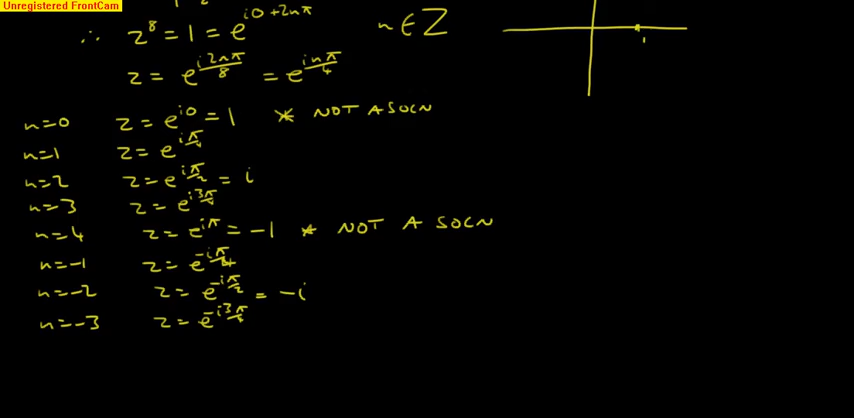 Unregistered FrontCam
∴ z⁸ = 1 = e^(i0+2nπ) n ∈ Z
z = e^(i2nπ/8) = e^(inπ/4)
n=0 z = e^(i0) = 1 * NOT A SOLN
n=1 z = e^(iπ/4)
n=2 z = e^(iπ/2) = i
n=3 z = e^(i3π/4)
n=4 z = e^(iπ) = -1 * NOT A SOLN
n=-1 z = e^(-iπ/4)
n=-2 z = e^(-iπ/2) = -i
n=-3 z = e^(-i3π/4)